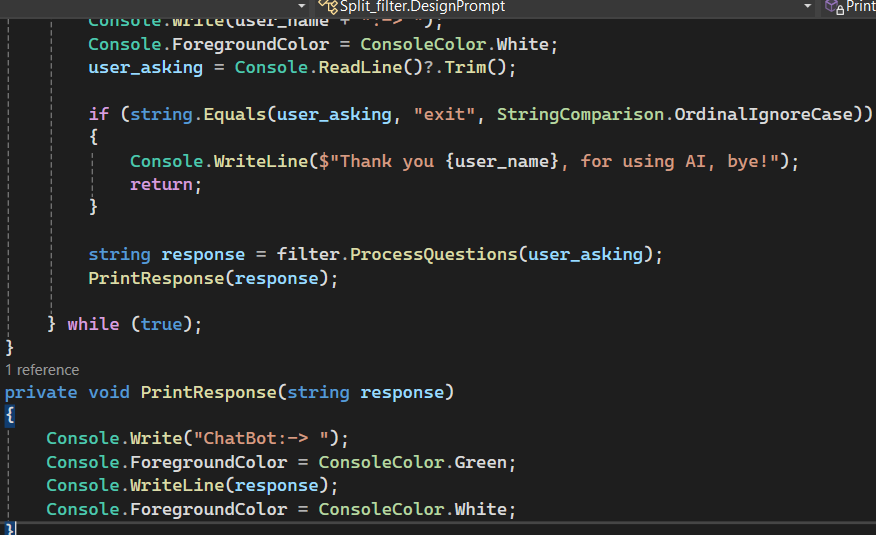 Split_filter.DesignPrompt Print
Console.Write(user_name + ":-> ");
Console.ForegroundColor = ConsoleColor.White;
user_asking = Console.ReadLine()?.Trim();
if (string.Equals(user_asking, "exit", StringComparison.OrdinalIgnoreCase))
{
Console.WriteLine($"Thank you {user_name}, for using AI, bye!");
return;
}
string response = filter.ProcessQuestions(user_asking);
PrintResponse(response);
} while (true);
}
1 reference
private void PrintResponse(string response)
{
Console.Write("ChatBot:-> ");
Console.ForegroundColor = ConsoleColor.Green;
Console.WriteLine(response);
Console.ForegroundColor = ConsoleColor.White;
}